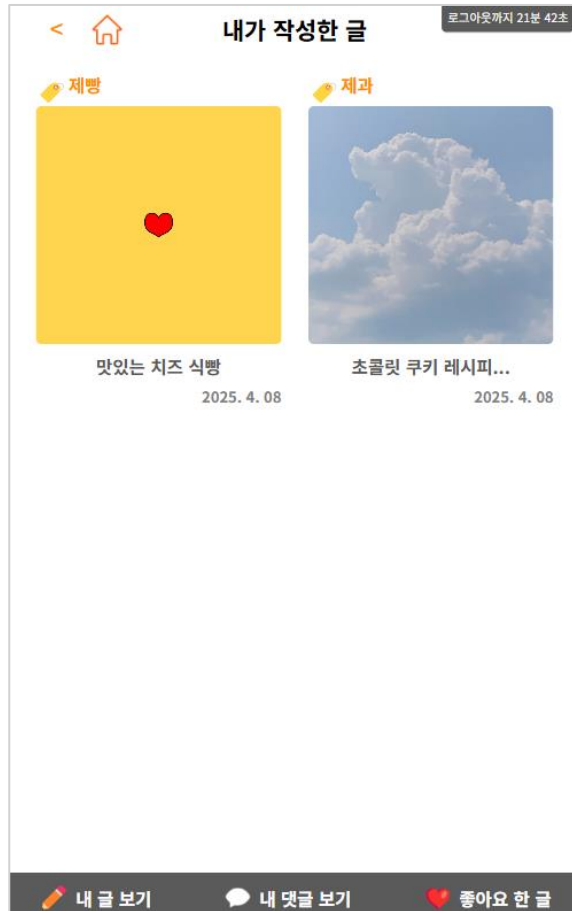 <
내가 작성한 글
로그아웃까지 21분 42초
제빵
제과
맛있는 치즈 식빵
초콜릿 쿠키 레시피...
2025. 4. 08
2025. 4. 08
내 글 보기
내 댓글 보기
좋아요 한 글